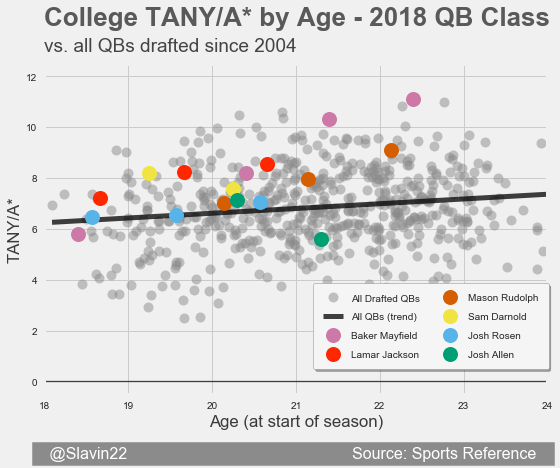 College TANY/A* by Age - 2018 QB Class
vs. all QBs drafted since 2004
12
10
8
6
4
2
0
TANY/A*
All Drafted QBs
All QBs (trend)
Baker Mayfield
Lamar Jackson
Mason Rudolph
Sam Darnold
Josh Rosen
Josh Allen
18 19 20 21 22 23 24
Age (at start of season)
@Slavin22 Source: Sports Reference